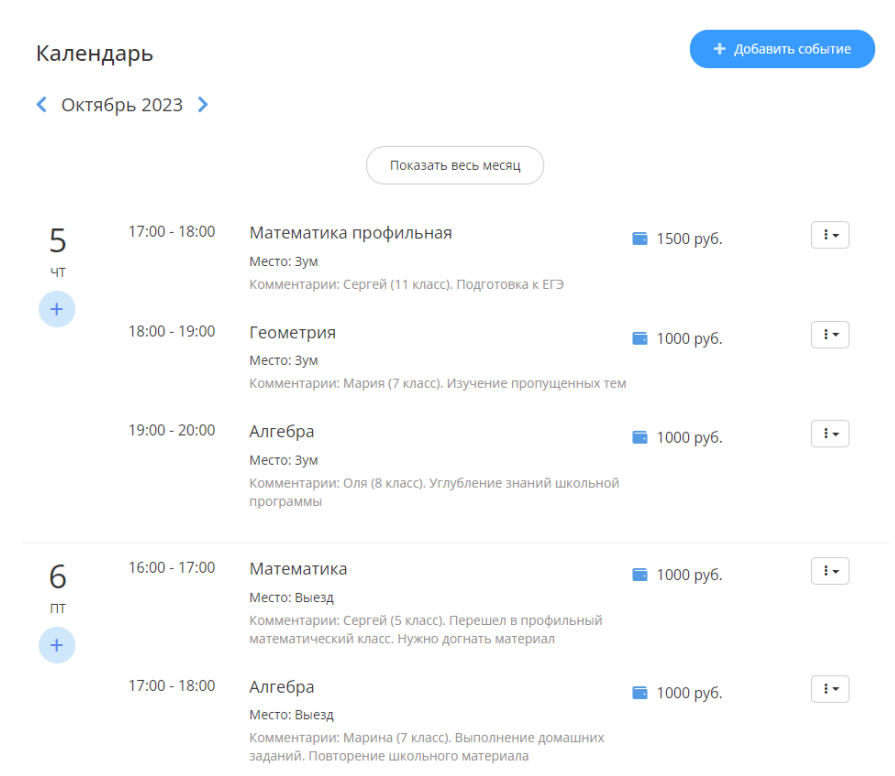 Календарь
+ Добавить событие
Октябрь 2023
Показать весь месяц
5
чт
+
17:00 - 18:00
Математика профильная
Место: Зум
Комментарии: Сергей (11 класс). Подготовка к ЕГЭ
1500 руб.
18:00 - 19:00
Геометрия
Место: Зум
Комментарии: Мария (7 класс). Изучение пропущенных тем
1000 руб.
19:00 - 20:00
Алгебра
Место: Зум
Комментарии: Оля (8 класс). Углубление знаний школьной
программы
1000 руб.
6
пт
+
16:00 - 17:00
Математика
Место: Выезд
Комментарии: Сергей (5 класс). Перешел в профильный
математический класс. Нужно догнать материал
1000 руб.
17:00 - 18:00
Алгебра
Место: Выезд
Комментарии: Марина (7 класс). Выполнение домашних
заданий. Повторение школьного материала
1000 руб.